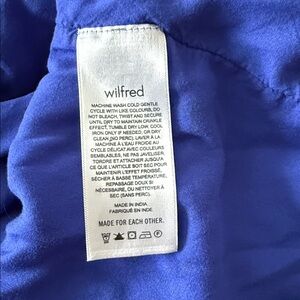 wilfred
MACHINE WASH COLD GENTLE
CYCLE WITH LIKE COLOURS, DO
NOT BLEACH, TWIST AND SECURE
UNTIL DRY TO MAINTAIN CRINKLE
EFFECT, TUMBLE DRY LOW, COOL
IRON ONLY IF NEEDED, OR DRY
CLEAN (NO PERC). LAVER À LA
MACHINE À L'EAU FROIDE AU
CYCLE DÉLICAT AVEC COULEURS
SEMBLABLES, NE PAS JAVELISER,
TORDRE ET ATTACHER JUSQU'À
CE QUE L'ARTICLE SOIT SEC POUR
MAINTENIR L'EFFET FROISSÉ,
SÉCHER À BASSE TEMPÉRATURE,
REPASSAGE DOUX SI
NÉCESSAIRE, OU NETTOYER À
SEC (SANS PERC).
MADE IN INDIA
FABRIQUÉ EN INDE
MADE FOR EACH OTHER.